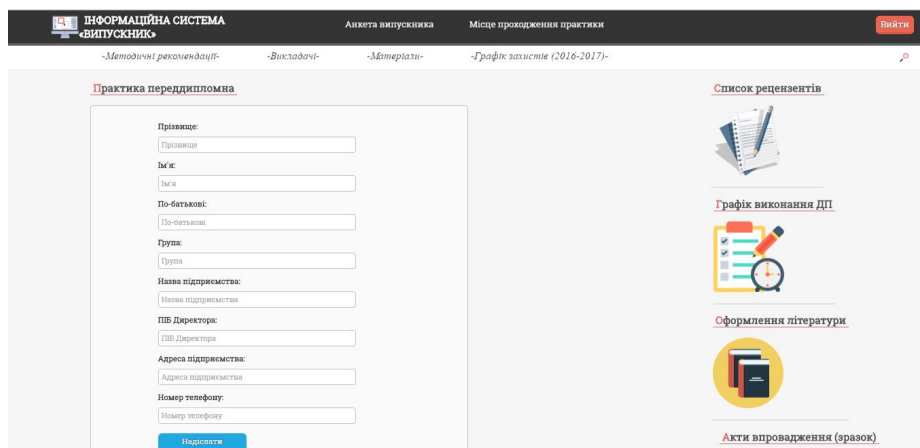 ІНФОРМАЦІЙНА СИСТЕМА
«ВИПУСКНИК»
Анкета випускника
Місце проходження практики
Вийти
-Методичні рекомендації-
-Викладачі-
-Матеріали-
-Графік захистів (2016-2017)-
Практика переддипломна
Прізвище:
Прізвище
Ім'я:
Ім'я
По-батькові:
По-батькові
Група:
Група
Назва підприємства:
Назва підприємства
ПІБ Директора:
ПІБ Директора
Адреса підприємства:
Адреса підприємства
Номер телефону:
Номер телефону
Надіслати
Список рецензентів
Графік виконання ДП
Оформлення літератури
Акти впровадження (зразок)